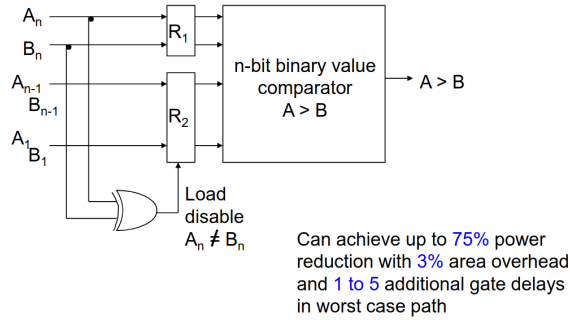 Aₙ
Bₙ
R₁
Aₙ₋₁
Bₙ₋₁
R₂
A₁
B₁
n-bit binary value
comparator
A > B
A > B
Load
disable
Aₙ ≠ Bₙ
Can achieve up to 75% power
reduction with 3% area overhead
and 1 to 5 additional gate delays
in worst case path